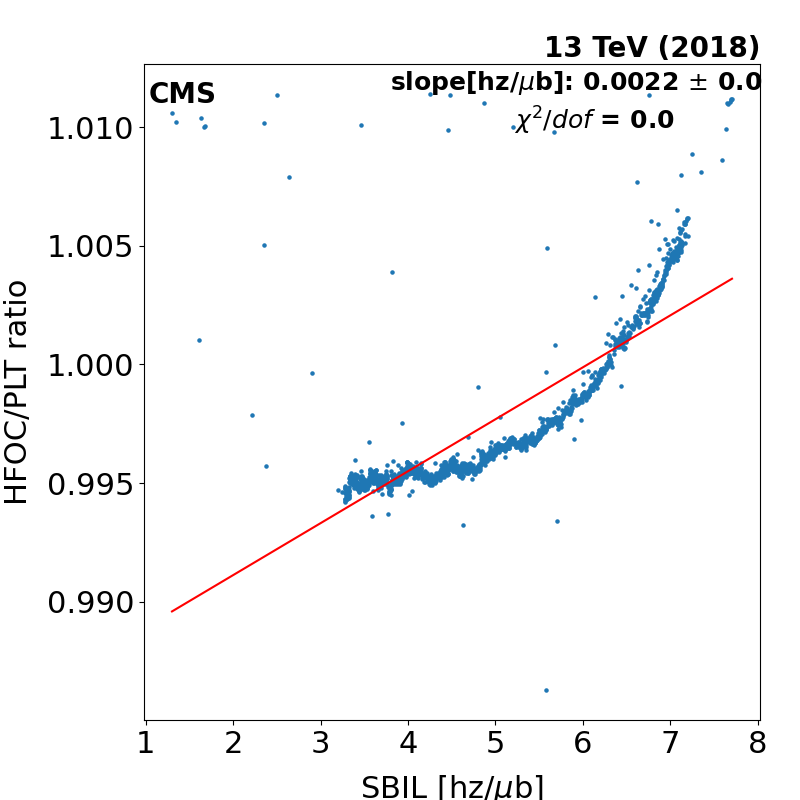 13 TeV (2018)
CMS
slope[hz/μb]: 0.0022 ± 0.0
χ²/dof = 0.0
1.010
1.005
1.000
0.995
0.990
HFOC/PLT ratio
1 2 3 4 5 6 7 8
SBIL [hz/μb]